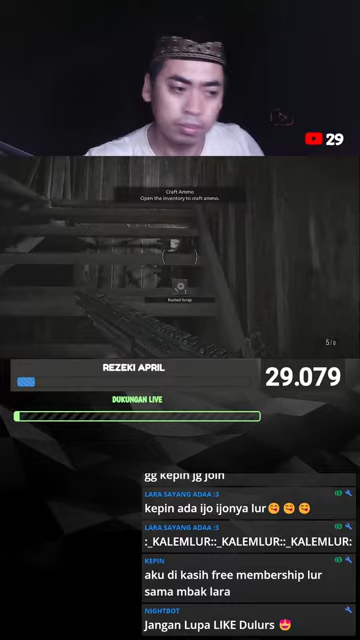 29
Craft Ammo
Open the inventory to craft ammo.
Rusted Scrap
5/8
REZEKI APRIL
29.079
DUKUNGAN LIVE
gg kepin jg join
LARA SAYANG ADAA :3
kepin ada ijo ijonya lur🥰🥰🥰
LARA SAYANG ADAA :3
:_KALEMLUR::_KALEMLUR::_KALEMLUR:
KEPIN
aku di kasih free membership lur
sama mbak lara
NIGHTBOT
Jangan Lupa LIKE Dulurs 🤩